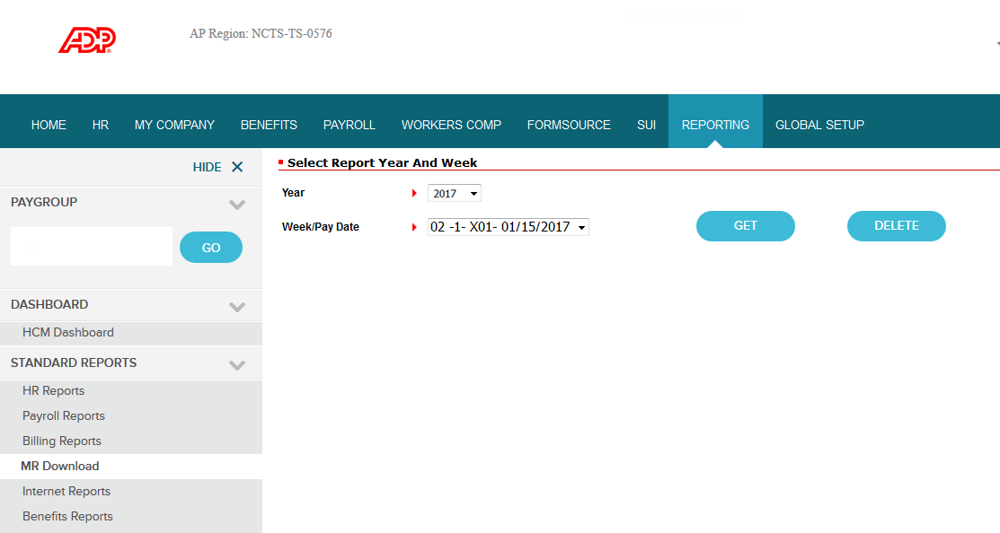 ADP
AP Region: NCTS-TS-0576
HOME HR MY COMPANY BENEFITS PAYROLL WORKERS COMP FORMSOURCE SUI REPORTING GLOBAL SETUP
HIDE X
PAYGROUP
GO
DASHBOARD
HCM Dashboard
STANDARD REPORTS
HR Reports
Payroll Reports
Billing Reports
MR Download
Internet Reports
Benefits Reports
Select Report Year And Week
Year 2017
Week/Pay Date 02 -1- X01- 01/15/2017 GET DELETE